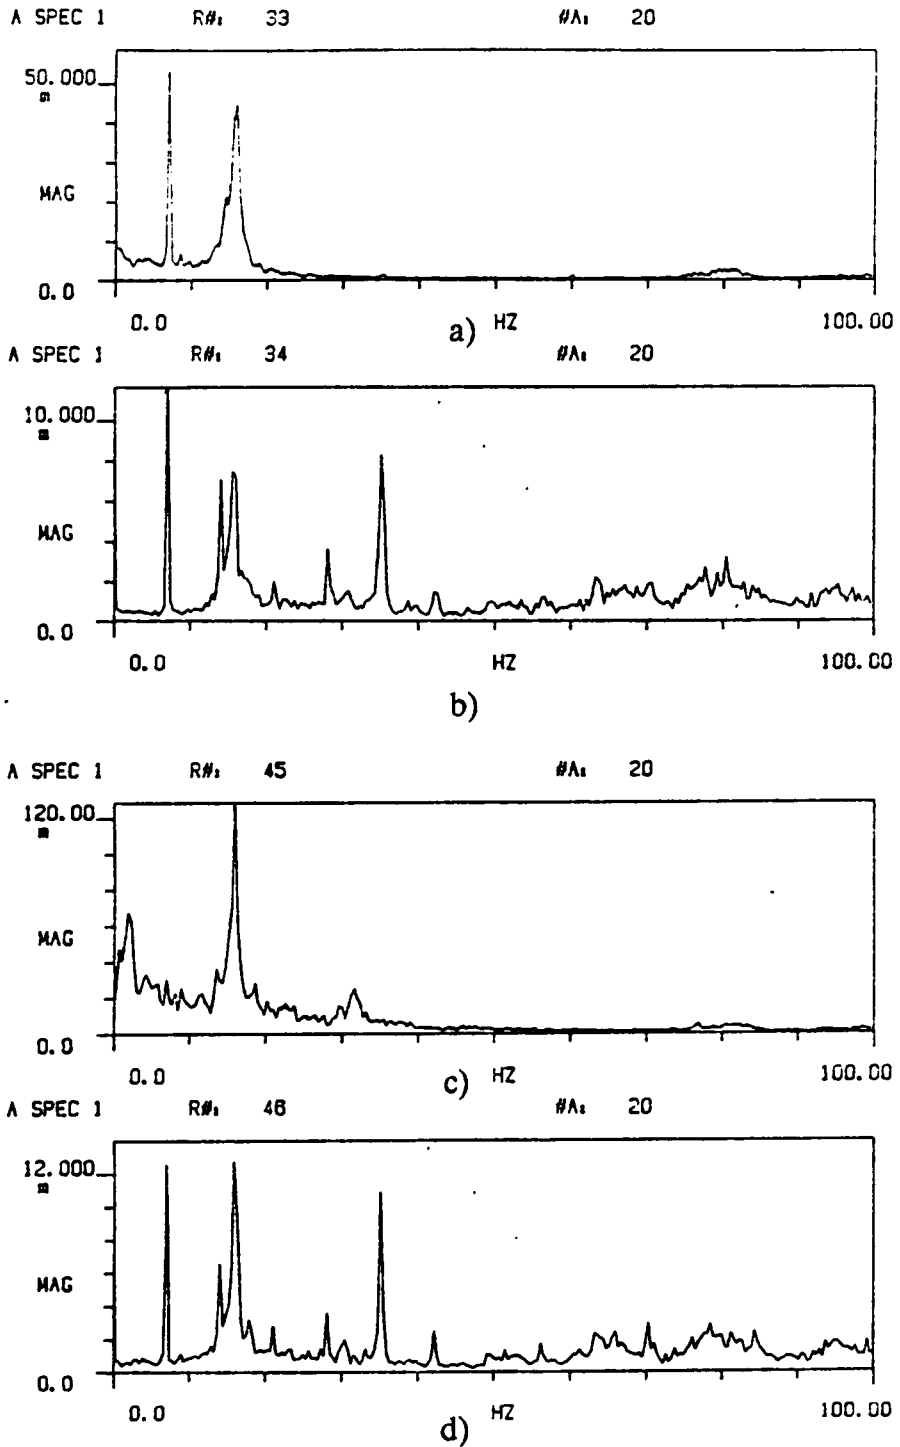 A SPEC 1 R#: 33 #A: 20
50.000
m
MAG
0.0
0.0 HZ 100.00
a)
A SPEC 1 R#: 34 #A: 20
10.000
m
MAG
0.0
0.0 HZ 100.00
b)
A SPEC 1 R#: 45 #A: 20
120.00
m
MAG
0.0
0.0 HZ 100.00
c)
A SPEC 1 R#: 46 #A: 20
12.000
m
MAG
0.0
0.0 HZ 100.00
d)